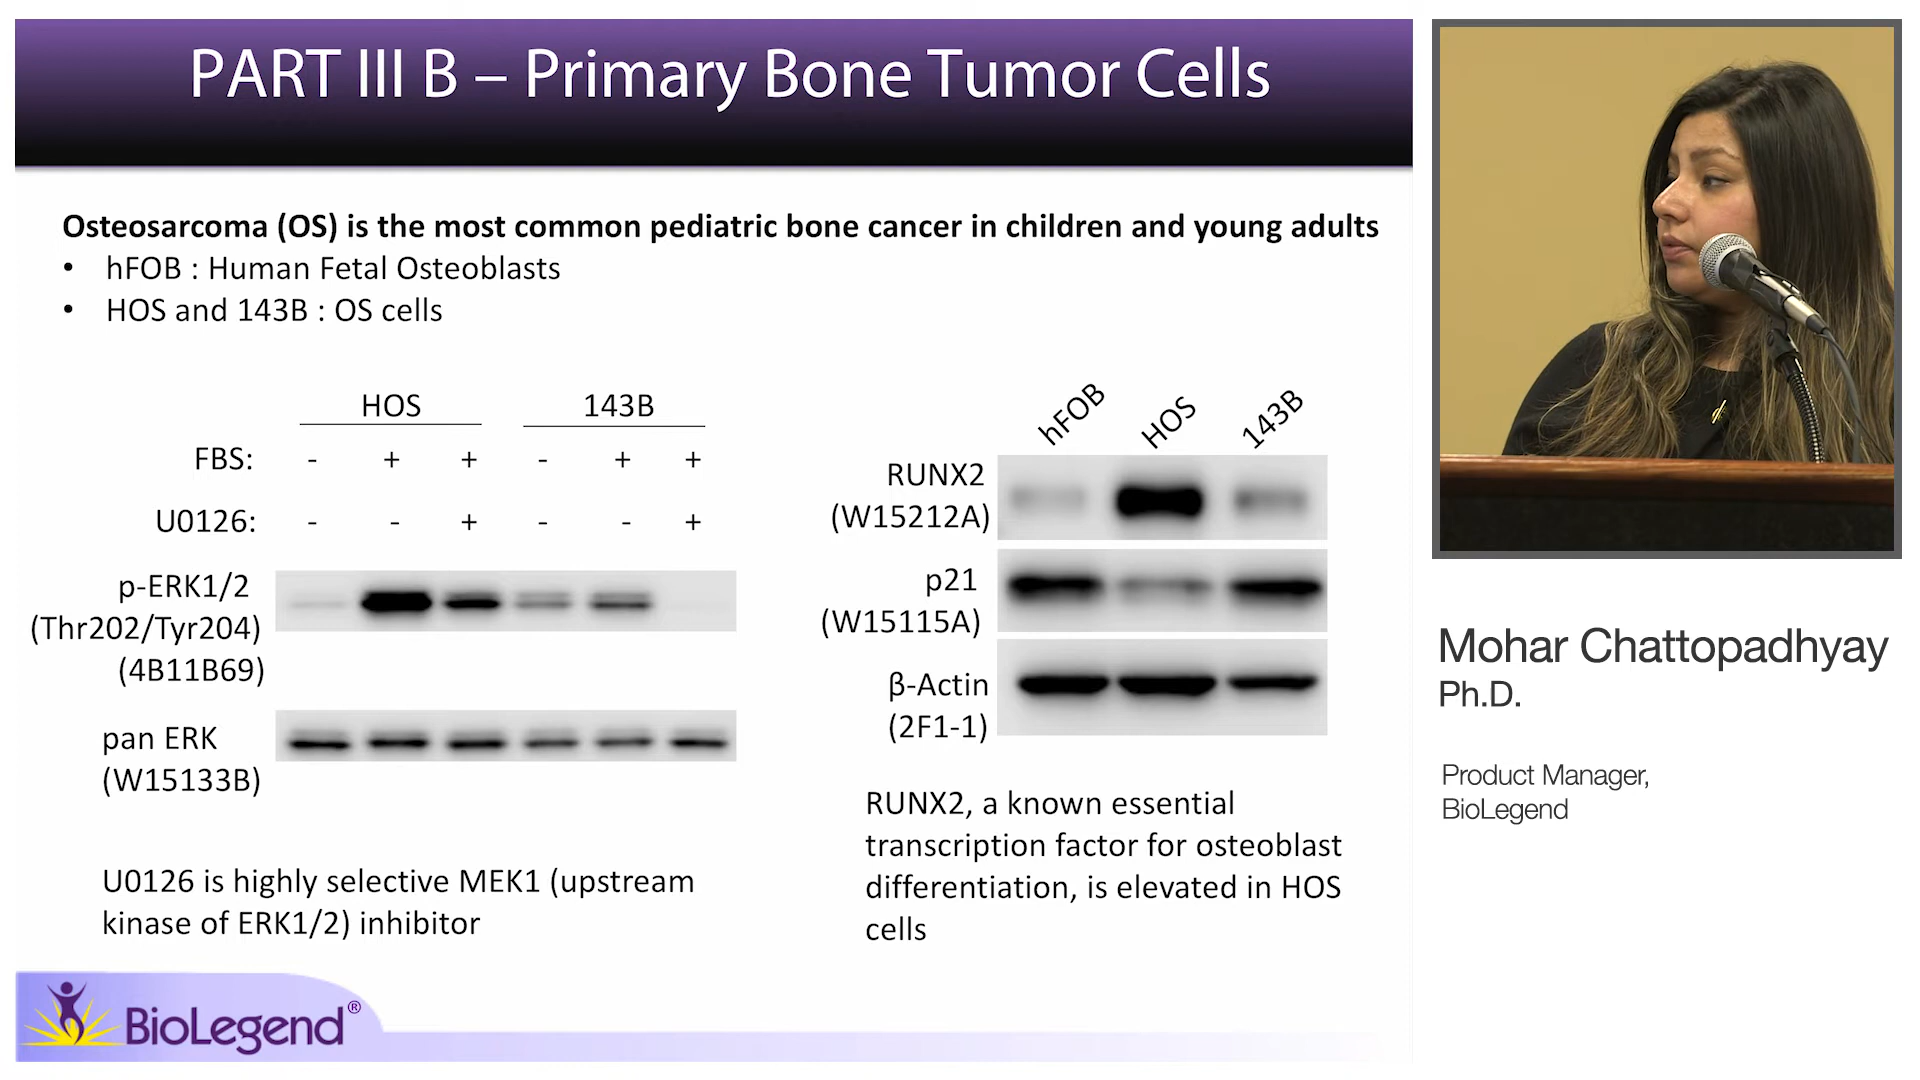 PART III B – Primary Bone Tumor Cells
Osteosarcoma (OS) is the most common pediatric bone cancer in children and young adults
• hFOB : Human Fetal Osteoblasts
• HOS and 143B : OS cells
HOS 143B
FBS: - + + - + +
U0126: - - + - - +
p-ERK1/2
(Thr202/Tyr204)
(4B11B69)
pan ERK
(W15133B)
U0126 is highly selective MEK1 (upstream
kinase of ERK1/2) inhibitor
hFOB HOS 143B
RUNX2
(W15212A)
p21
(W15115A)
β-Actin
(2F1-1)
RUNX2, a known essential
transcription factor for osteoblast
differentiation, is elevated in HOS
cells
BioLegend®
Mohar Chattopadhyay
Ph.D.
Product Manager,
BioLegend